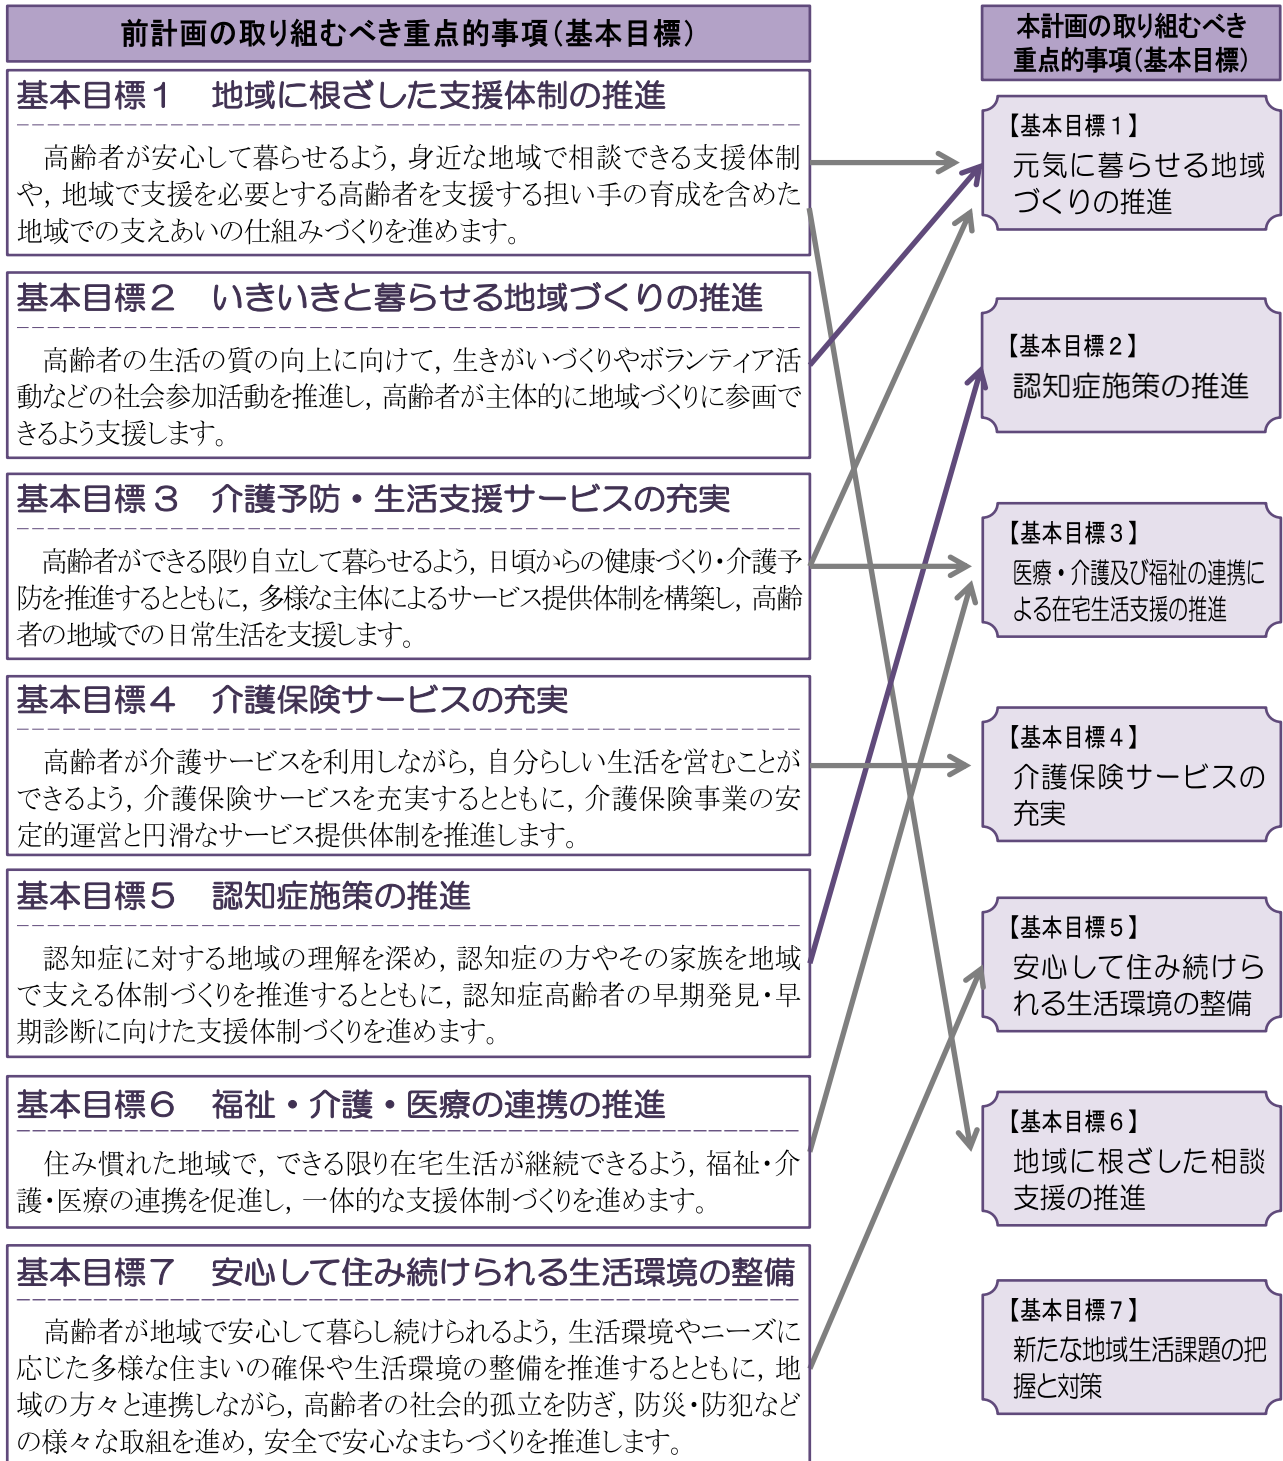 前計画の取り組むべき重点的事項(基本目標)
基本目標1　地域に根ざした支援体制の推進
高齢者が安心して暮らせるよう，身近な地域で相談できる支援体制
や，地域で支援を必要とする高齢者を支援する担い手の育成を含めた
地域での支えあいの仕組みづくりを進めます。
基本目標2　いきいきと暮らせる地域づくりの推進
高齢者の生活の質の向上に向けて，生きがいづくりやボランティア活
動などの社会参加活動を推進し，高齢者が主体的に地域づくりに参画で
きるよう支援します。
基本目標3　介護予防・生活支援サービスの充実
高齢者ができる限り自立して暮らせるよう，日頃からの健康づくり・介護予
防を推進するとともに，多様な主体によるサービス提供体制を構築し，高齢
者の地域での日常生活を支援します。
基本目標4　介護保険サービスの充実
高齢者が介護サービスを利用しながら，自分らしい生活を営むことが
できるよう，介護保険サービスを充実するとともに，介護保険事業の安
定的運営と円滑なサービス提供体制を推進します。
基本目標5　認知症施策の推進
認知症に対する地域の理解を深め，認知症の方やその家族を地域
で支える体制づくりを推進するとともに，認知症高齢者の早期発見・早
期診断に向けた支援体制づくりを進めます。
基本目標6　福祉・介護・医療の連携の推進
住み慣れた地域で，できる限り在宅生活が継続できるよう，福祉・介
護・医療の連携を促進し，一体的な支援体制づくりを進めます。
基本目標7　安心して住み続けられる生活環境の整備
高齢者が地域で安心して暮らし続けられるよう，生活環境やニーズに
応じた多様な住まいの確保や生活環境の整備を推進するとともに，地
域の方々と連携しながら，高齢者の社会的孤立を防ぎ，防災・防犯など
の様々な取組を進め，安全で安心なまちづくりを推進します。
本計画の取り組むべき
重点的事項(基本目標)
【基本目標1】
元気に暮らせる地域
づくりの推進
【基本目標2】
認知症施策の推進
【基本目標3】
医療・介護及び福祉の連携に
よる在宅生活支援の推進
【基本目標4】
介護保険サービスの
充実
【基本目標5】
安心して住み続けら
れる生活環境の整備
【基本目標6】
地域に根ざした相談
支援の推進
【基本目標7】
新たな地域生活課題の把
握と対策